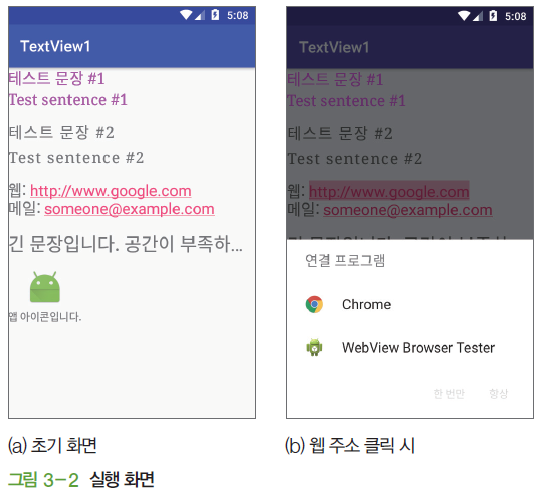 5:08
TextView1
테스트 문장 #1
Test sentence #1
테스트 문장 #2
Test sentence #2
웹: http://www.google.com
메일: someone@example.com
긴 문장입니다. 공간이 부족하...
앱 아이콘입니다.
(a) 초기 화면
5:08
TextView1
테스트 문장 #1
Test sentence #1
테스트 문장 #2
Test sentence #2
웹: http://www.google.com
메일: someone@example.com
연결 프로그램
Chrome
WebView Browser Tester
한 번만 항상
(b) 웹 주소 클릭 시
그림 3-2 실행 화면